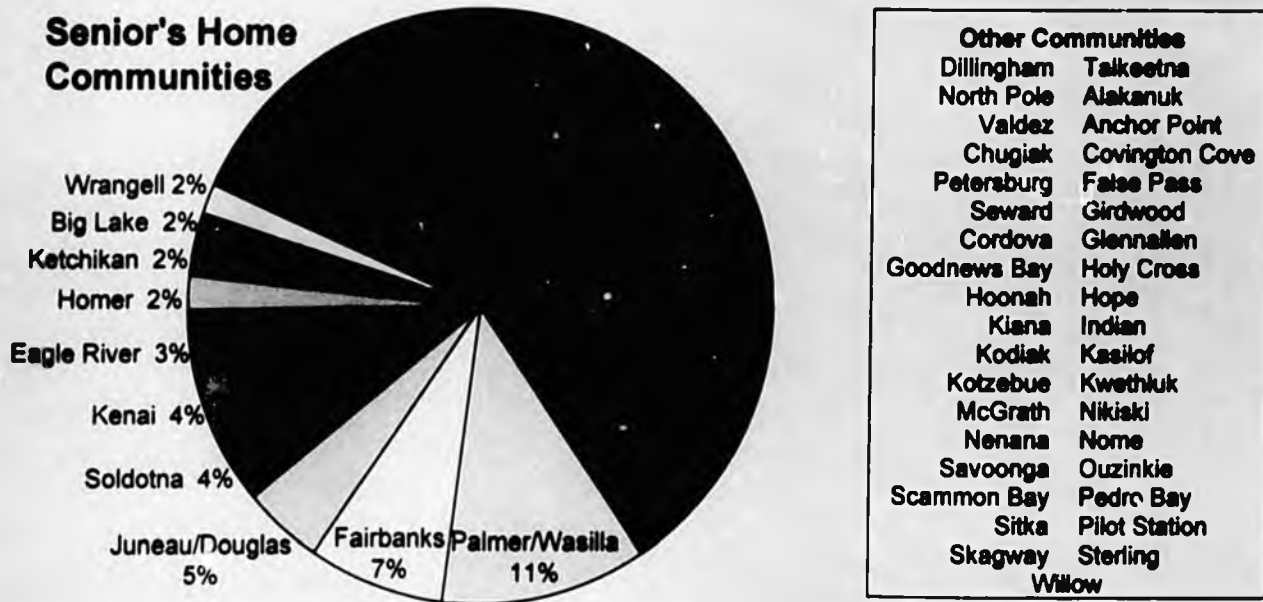 Senior's Home
Communities
Wrangell 2%
Big Lake 2%
Ketchikan 2%
Homer 2%
Eagle River 3%
Kenai 4%
Soldotna 4%
Juneau/Douglas
5%
Fairbanks
7%
Palmer/Wasilla
11%
Other Communities
Dillingham Talkeetna
North Pole Alakanuk
Valdez Anchor Point
Chugiak Covington Cove
Petersburg False Pass
Seward Girdwood
Cordova Glennallen
Goodnews Bay Holy Cross
Hoonah Hope
Kiana Indian
Kodiak Kasilof
Kotzebue Kwethluk
McGrath Nikiski
Nenana Nome
Savoonga Ouzinkie
Scammon Bay Pedro Bay
Sitka Pilot Station
Skagway Sterling
Willow